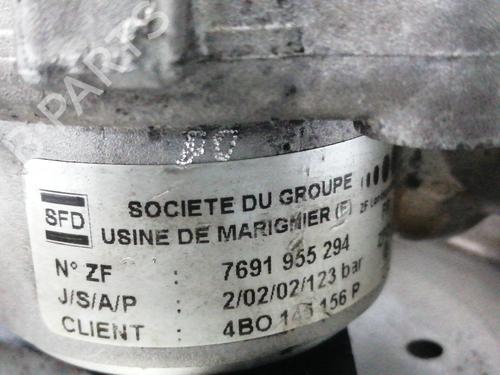 B PARTS
SFD
SOCIETE DU GROUPE
USINE DE MARIGNIER (F)
N° ZF : 7691 955 294
J/S/A/P : 2/02/02/123 bar
CLIENT : 4BO 145 156 P